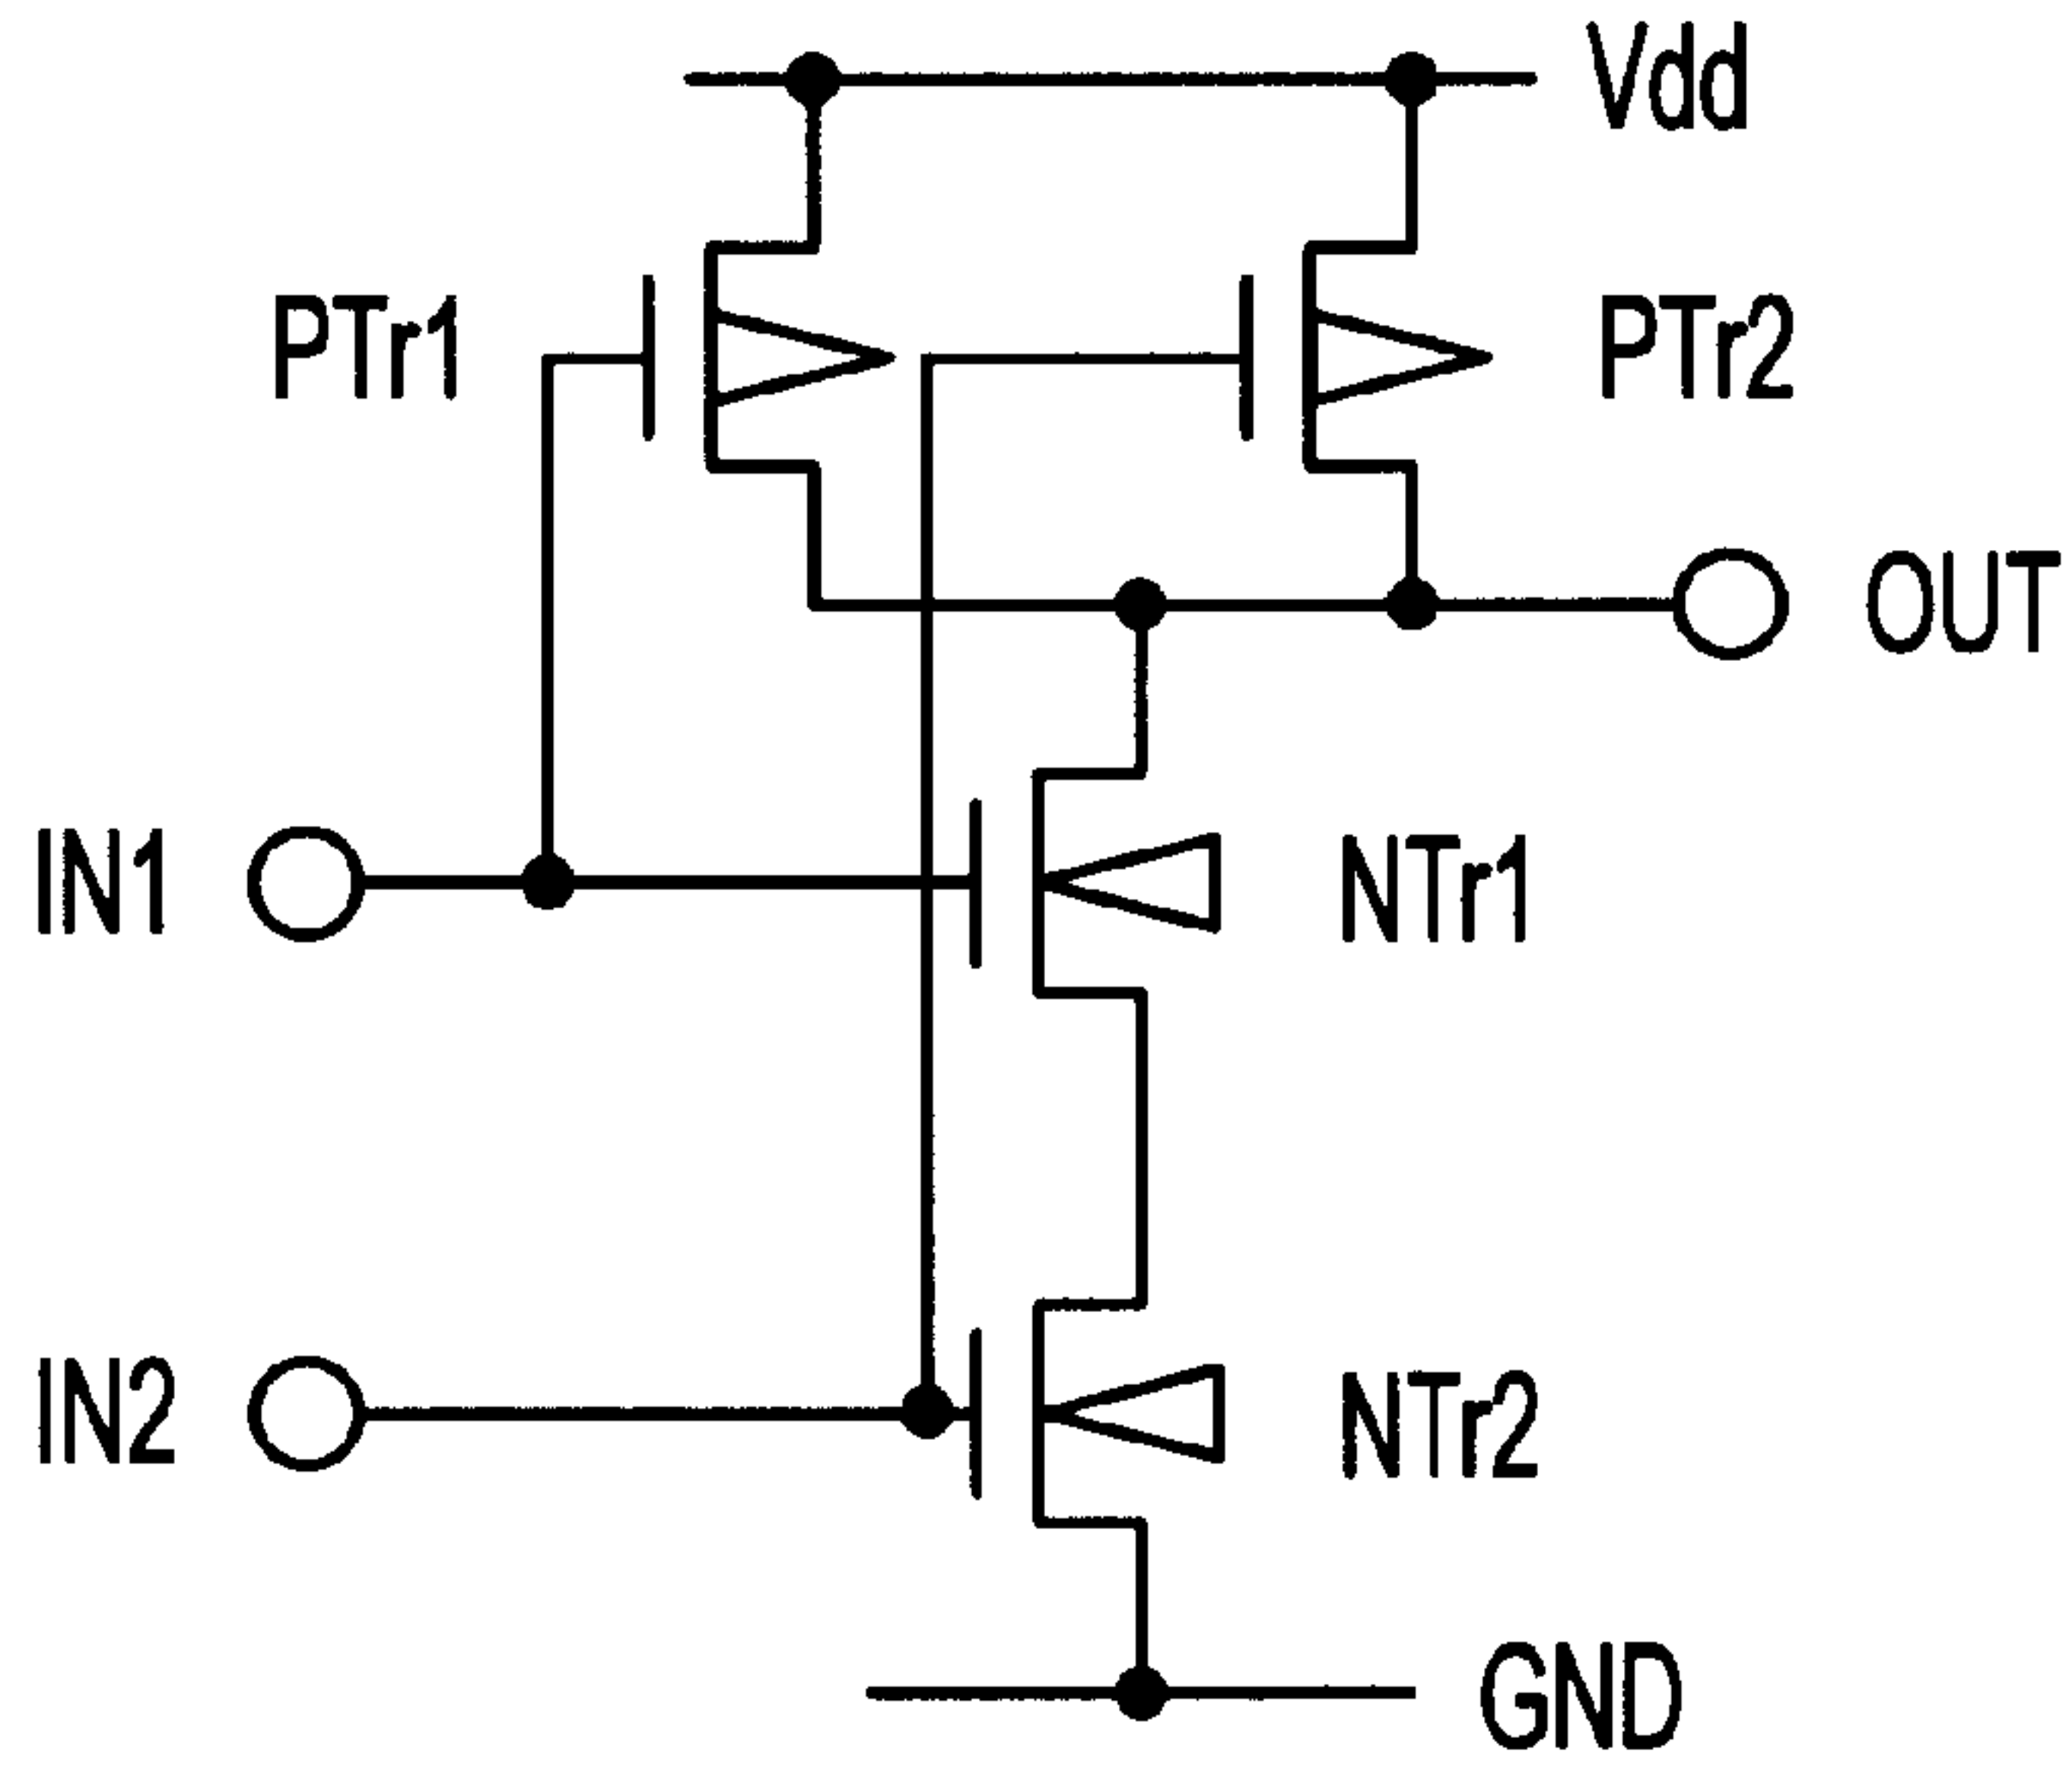 Vdd
PTr1
PTr2
OUT
IN1
NTr1
IN2
NTr2
GND